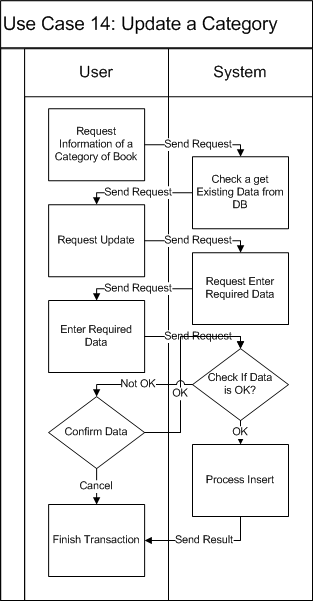 Use Case 14: Update a Category
User
System
Request
Information of a
Category of Book
Send Request
Check a get
Existing Data from
DB
Send Request
Request Update
Send Request
Request Enter
Required Data
Send Request
Enter Required
Data
Send Request
Check If Data
is OK?
Not OK
OK
Confirm Data
OK
Cancel
Process Insert
Finish Transaction
Send Result